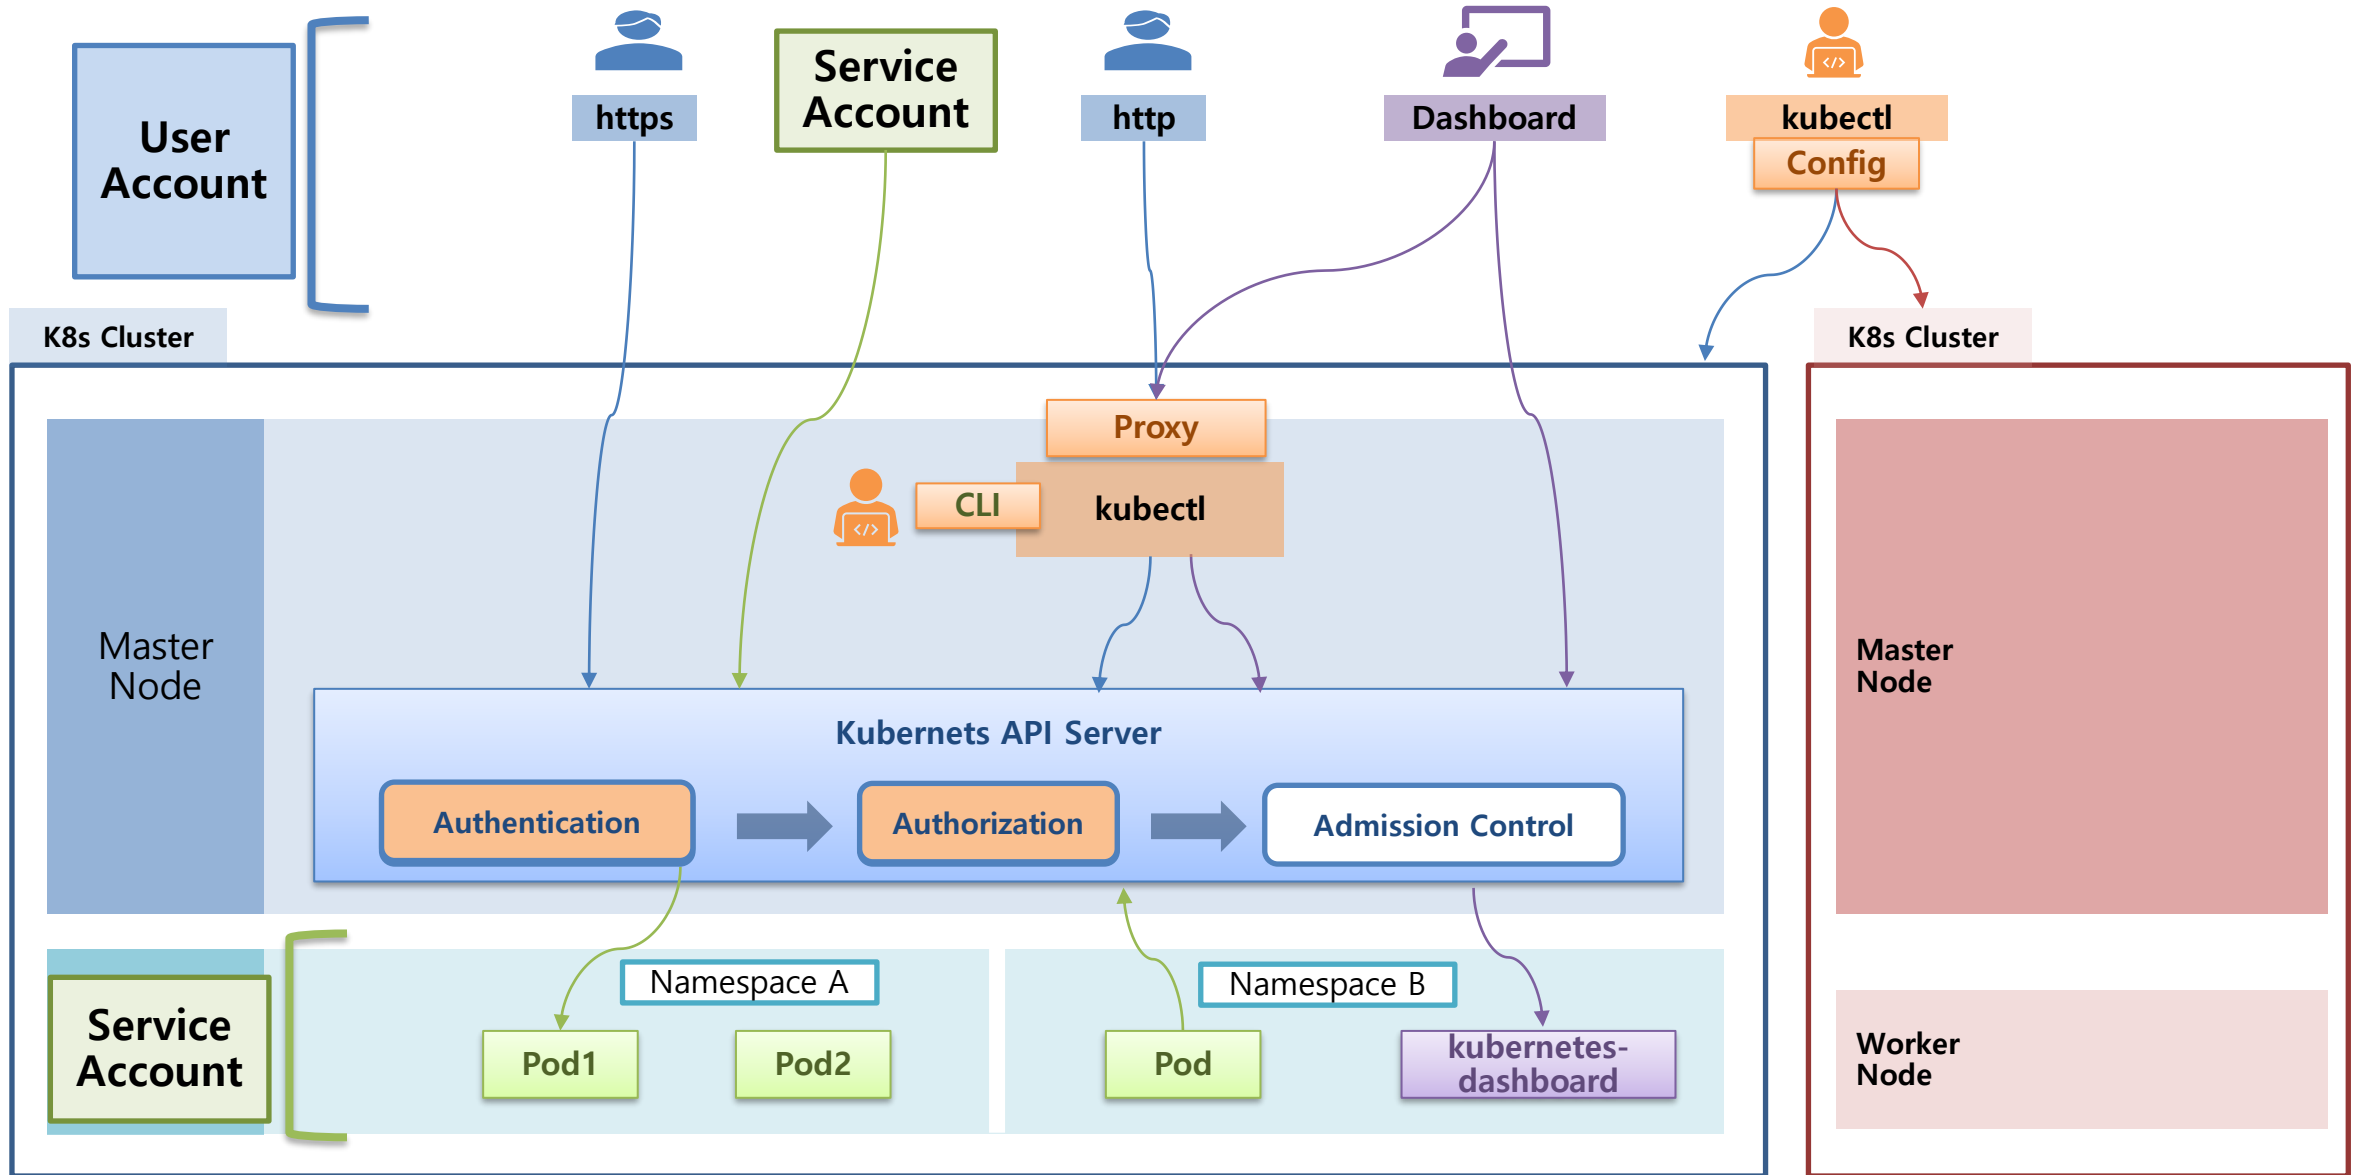 User
Account
https
Service
Account
http
Dashboard
kubectl
Config
K8s Cluster
K8s Cluster
Proxy
CLI
kubectl
Master
Node
Master
Node
Kubernets API Server
Authentication
Authorization
Admission Control
Namespace A
Namespace B
Service
Account
Pod1
Pod2
Pod
kubernetes-
dashboard
Worker
Node